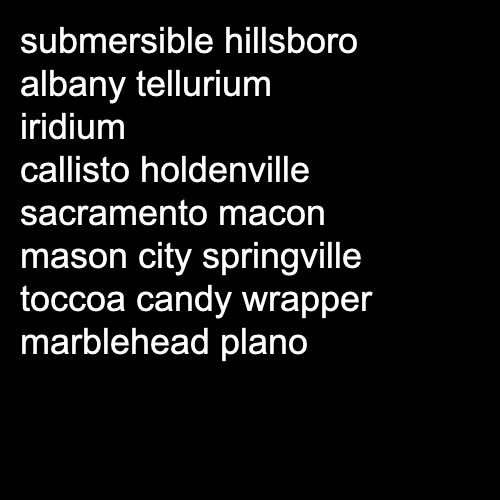 submersible hillsboro
albany tellurium
iridium
callisto holdenville
sacramento macon
mason city springville
toccoa candy wrapper
marblehead plano